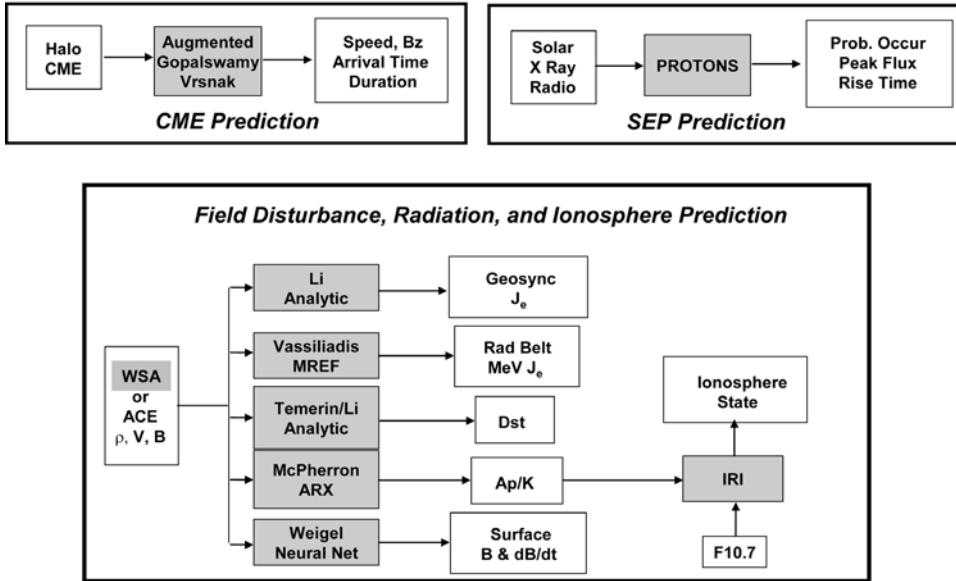 Halo
CME
Augmented
Gopalswamy
Vrsnak
Speed, Bz
Arrival Time
Duration
CME Prediction
Solar
X Ray
Radio
PROTONS
Prob. Occur
Peak Flux
Rise Time
SEP Prediction
Field Disturbance, Radiation, and Ionosphere Prediction
WSA
or
ACE
ρ, V, B
Li
Analytic
Geosync
Jₑ
Vassiliadis
MREF
Rad Belt
MeV Jₑ
Temerin/Li
Analytic
Dst
McPherron
ARX
Ap/K
Weigel
Neural Net
Surface
B & dB/dt
Ionosphere
State
IRI
F10.7